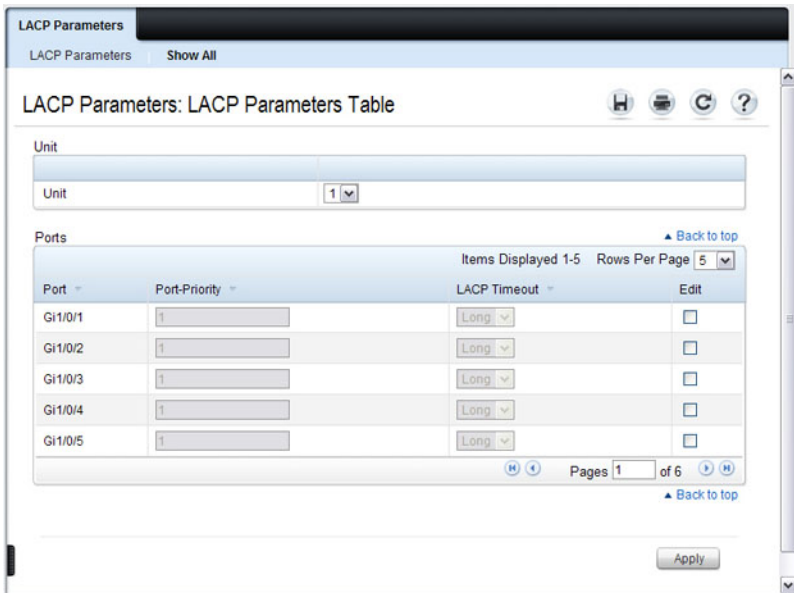 LACP Parameters
LACP Parameters Show All
LACP Parameters: LACP Parameters Table
Unit
Unit 1
Ports Back to top
Items Displayed 1-5 Rows Per Page 5
Port Port-Priority LACP Timeout Edit
Gi1/0/1 1 Long
Gi1/0/2 1 Long
Gi1/0/3 1 Long
Gi1/0/4 1 Long
Gi1/0/5 1 Long
Pages 1 of 6
Back to top
Apply